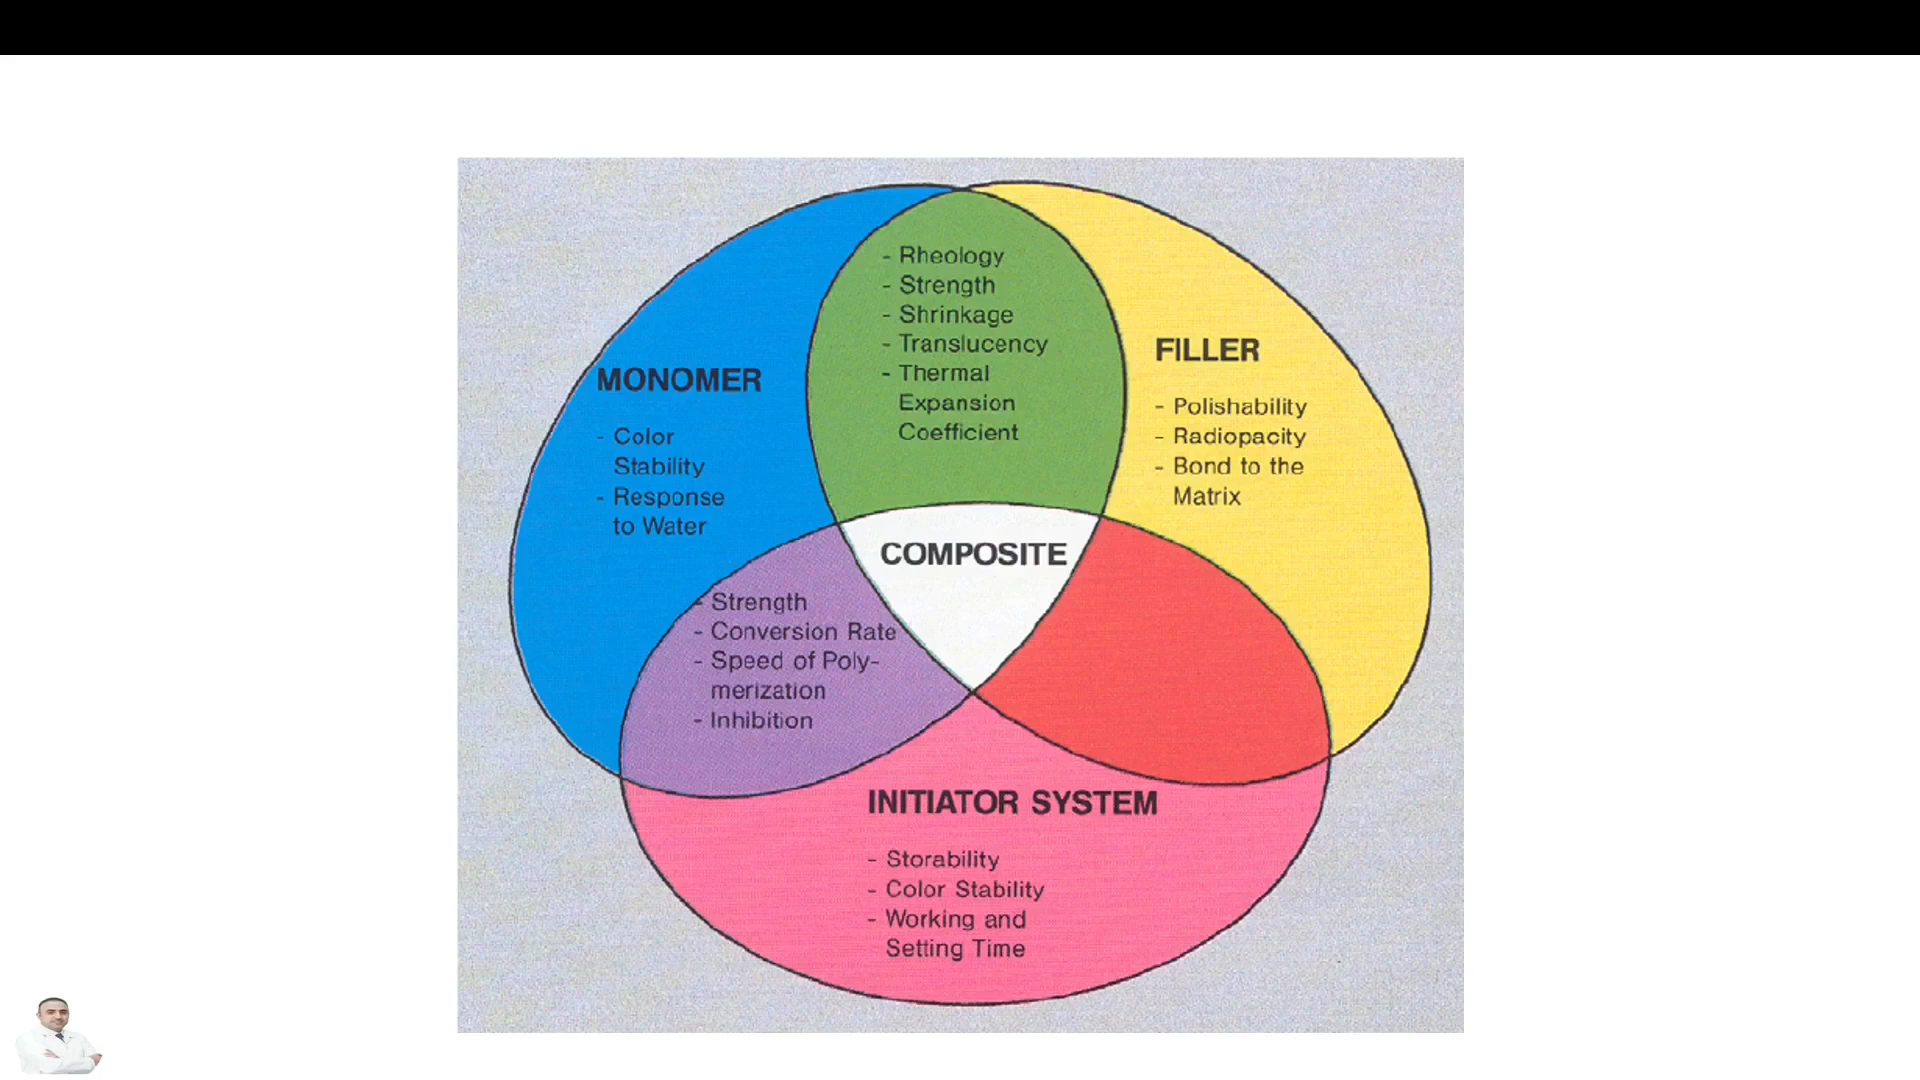 - Rheology
- Strength
- Shrinkage
- Translucency
- Thermal
Expansion
Coefficient
MONOMER
- Color
Stability
- Response
to Water
FILLER
- Polishability
- Radiopacity
- Bond to the
Matrix
COMPOSITE
- Strength
- Conversion Rate
- Speed of Poly-
merization
- Inhibition
INITIATOR SYSTEM
- Storability
- Color Stability
- Working and
Setting Time